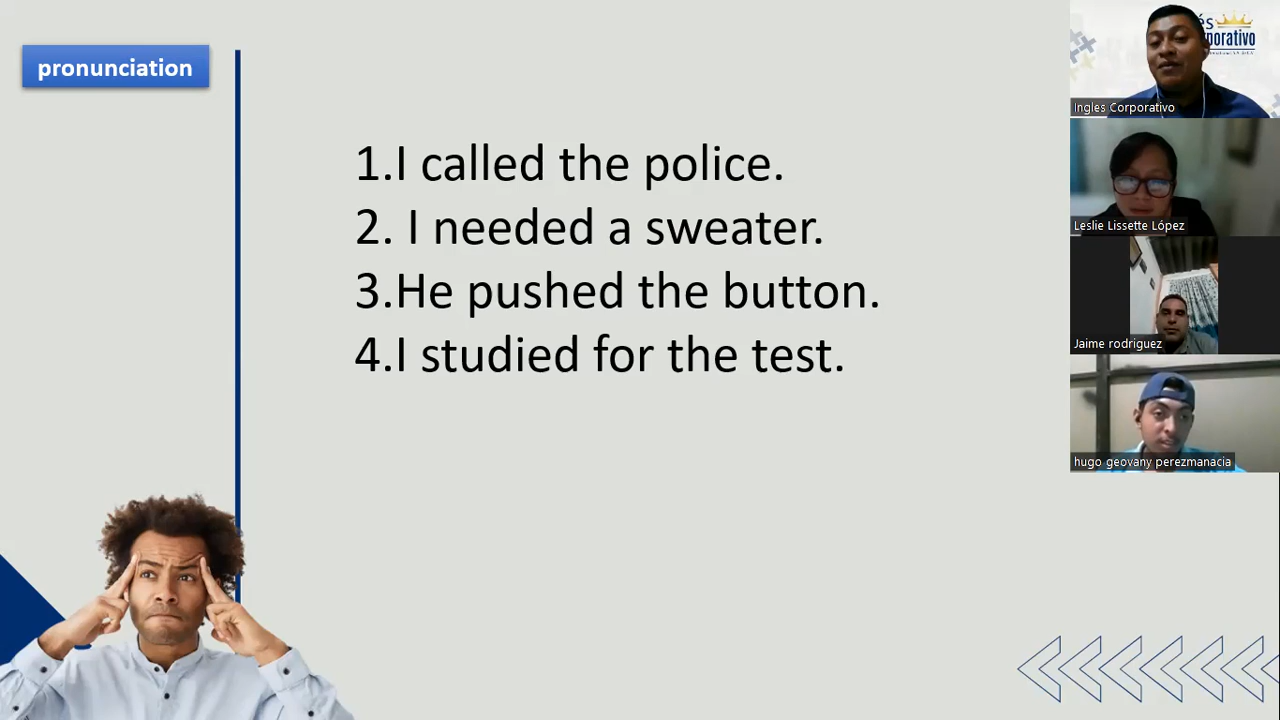 pronunciation
1.I called the police.
2. I needed a sweater.
3.He pushed the button.
4.I studied for the test.
Ingles Corporativo
Leslie Lissette López
Jaime rodriguez
hugo geovany perezmanacia